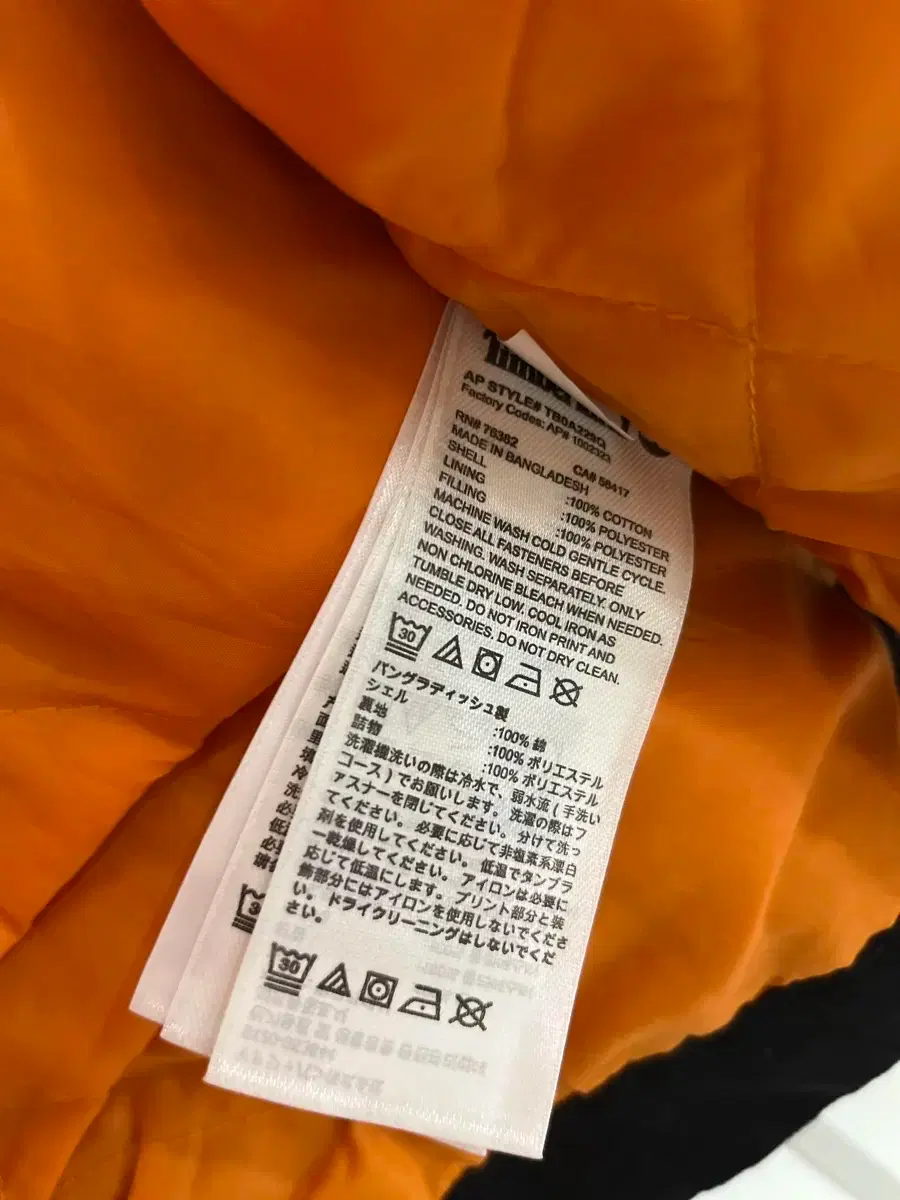 AP STYLE# TB0A229Q
Factory Codes: AP# 1002323
RN# 76382 CA# 58417
MADE IN BANGLADESH
SHELL :100% COTTON
LINING :100% POLYESTER
FILLING :100% POLYESTER
MACHINE WASH COLD GENTLE CYCLE.
CLOSE ALL FASTENERS BEFORE
WASHING. WASH SEPARATELY. ONLY
NON CHLORINE BLEACH WHEN NEEDED.
TUMBLE DRY LOW. COOL IRON AS
NEEDED. DO NOT IRON PRINT AND
ACCESSORIES. DO NOT DRY CLEAN.
30
バングラディッシュ製
シェル :100% 綿
裏地 :100% ポリエステル
詰物 :100% ポリエステル
洗濯機洗いの際は冷水で、弱水流(手洗い
コース)でお願いします。洗濯の際はフ
ァスナーを閉じてください。分けて洗っ
てください。必要に応じて非塩素系漂白
剤を使用してください。低温でタンブラ
ー乾燥してください。アイロンは必要に
応じて低温にします。プリント部分と装
飾部分にはアイロンを使用しないでくださ
い。ドライクリーニングはしないでくだ
さい。
30